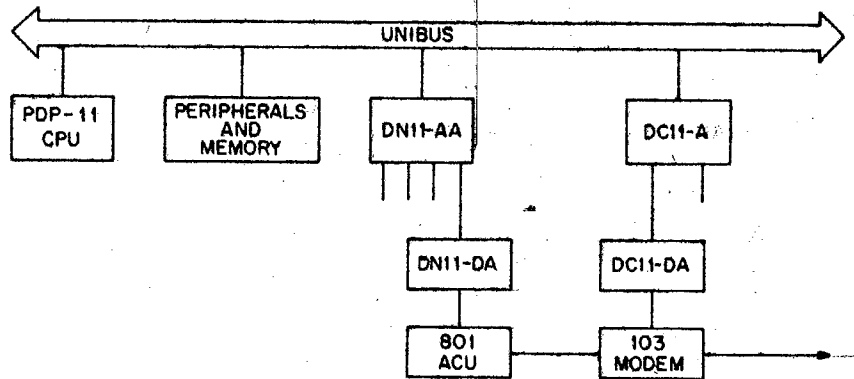 UNIBUS
PDP-11
CPU
PERIPHERALS
AND
MEMORY
DN11-AA
DC11-A
DN11-DA
DC11-DA
801
ACU
103
MODEM